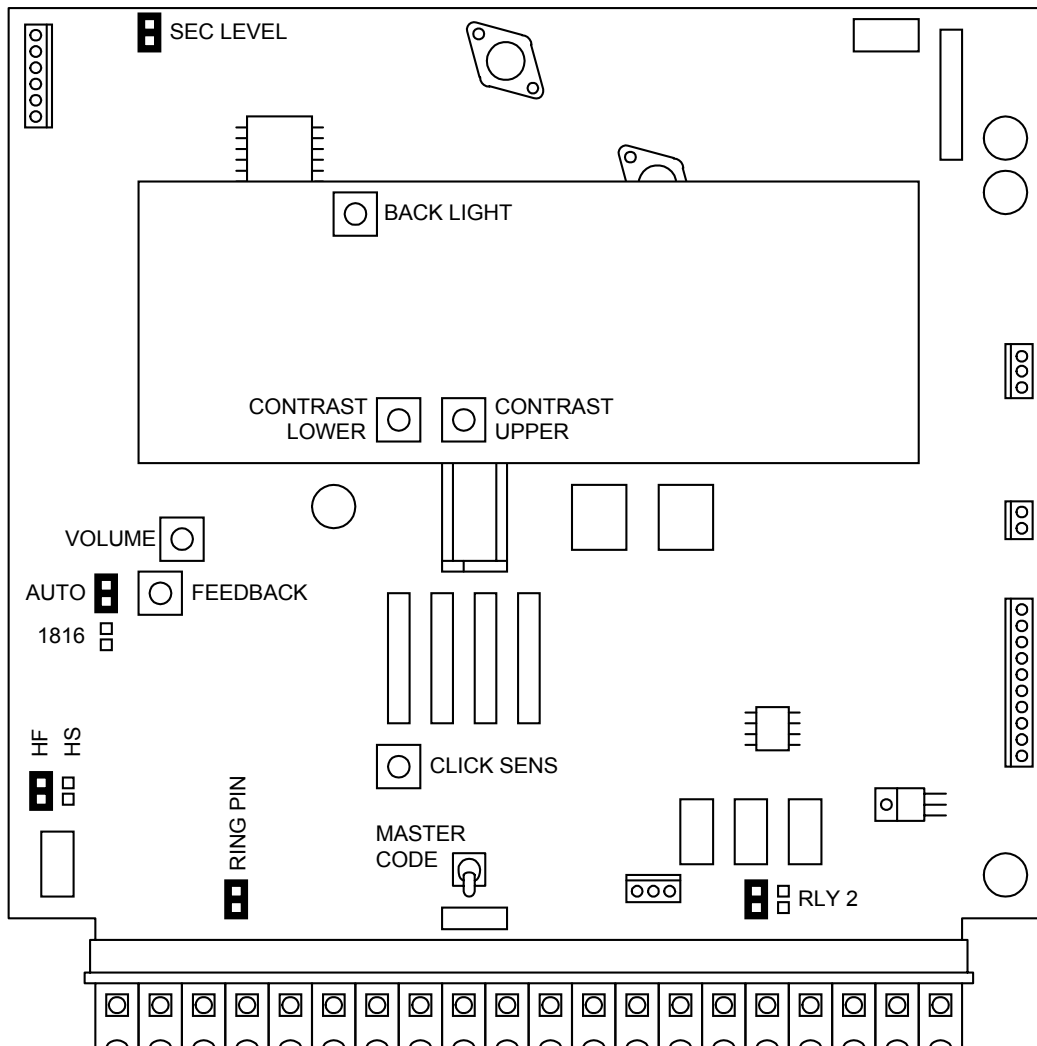 SEC LEVEL
BACK LIGHT
CONTRAST
LOWER
CONTRAST
UPPER
VOLUME
AUTO
FEEDBACK
1816
HF
HS
CLICK SENS
RING PIN
MASTER
CODE
RLY 2